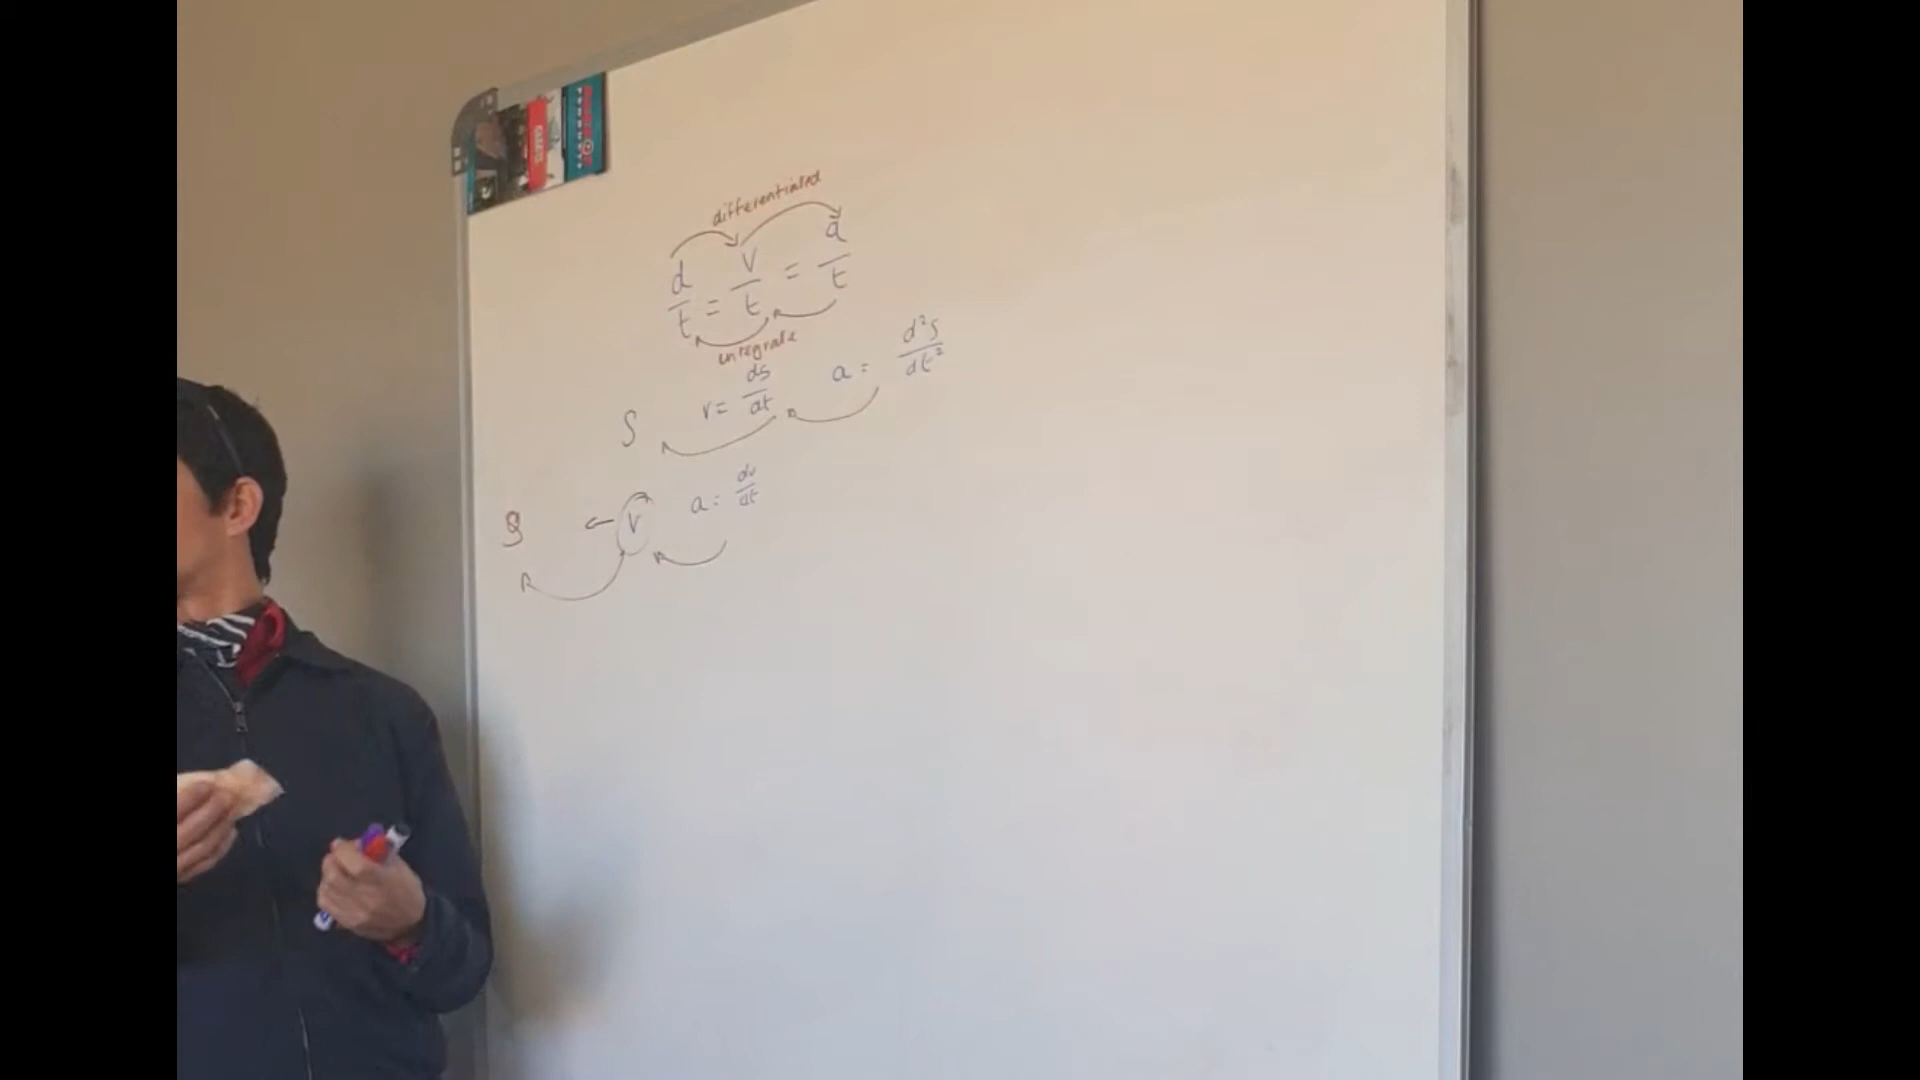 differentiated
d/t = v/t = a/t
integrate
S v = ds/dt a = d²s/dt²
S ← v a = dv/dt